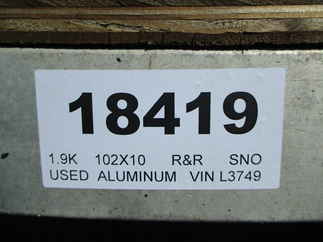 18419
1.9K 102X10 R&R SNO
USED ALUMINUM VIN L3749